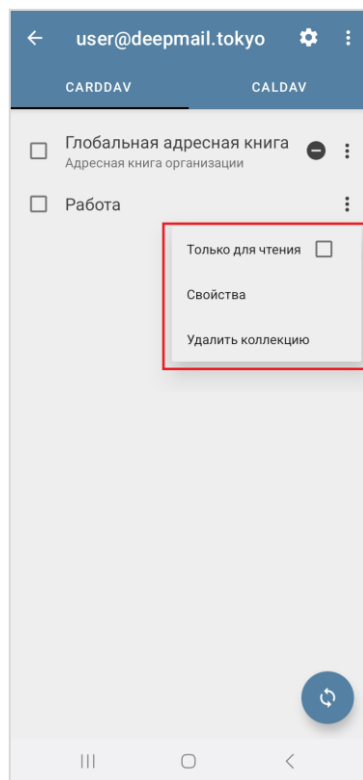 user@deepmail.tokyo
CARDDAV CALDAV
Глобальная адресная книга
Адресная книга организации
Работа
Только для чтения
Свойства
Удалить коллекцию